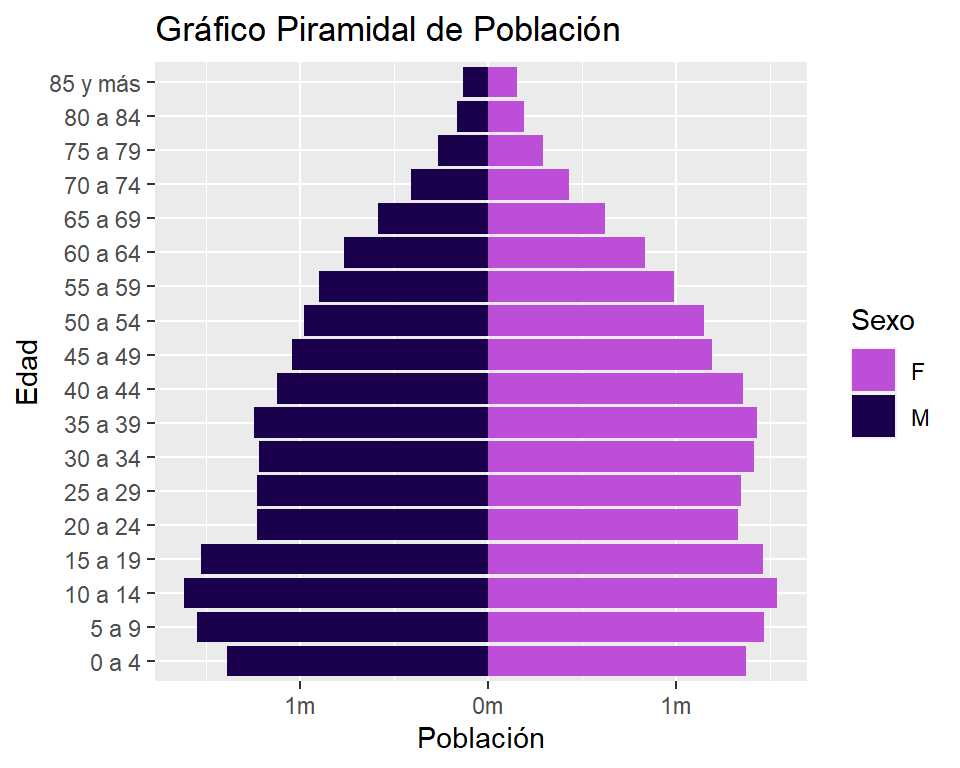 Gráfico Piramidal de Población
85 y más
80 a 84
75 a 79
70 a 74
65 a 69
60 a 64
55 a 59
50 a 54
45 a 49
40 a 44
35 a 39
30 a 34
25 a 29
20 a 24
15 a 19
10 a 14
5 a 9
0 a 4
Edad
1m 0m 1m
Población
Sexo
F
M